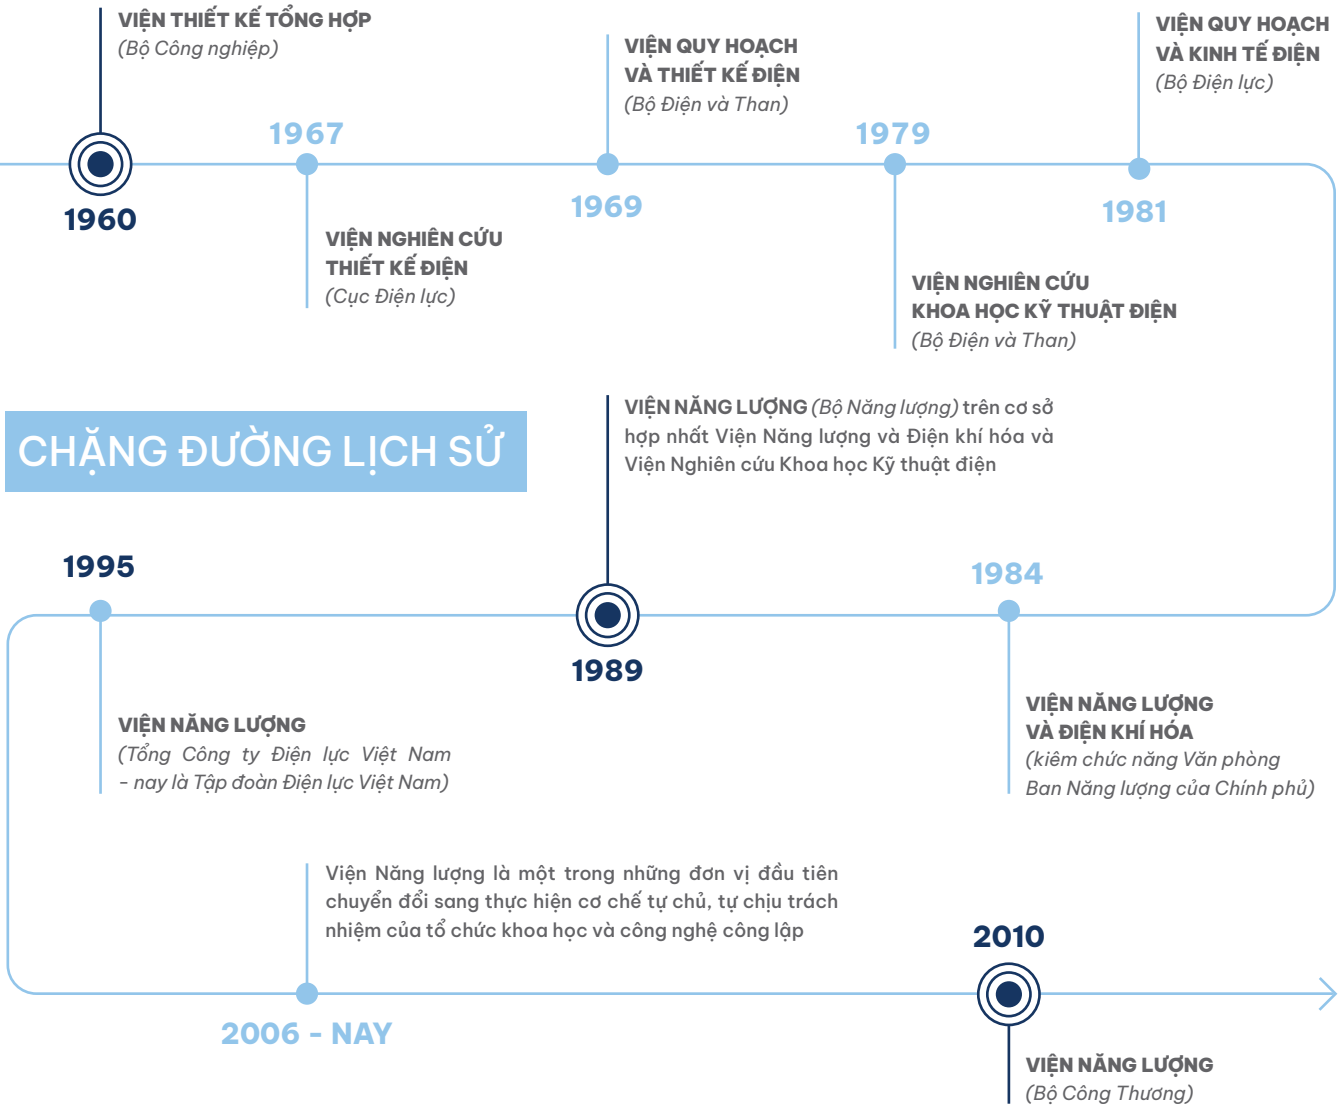 VIỆN THIẾT KẾ TỔNG HỢP
(Bộ Công nghiệp)
1960
1967
VIỆN NGHIÊN CỨU
THIẾT KẾ ĐIỆN
(Cục Điện lực)
VIỆN QUY HOẠCH
VÀ THIẾT KẾ ĐIỆN
(Bộ Điện và Than)
1969
1979
VIỆN NGHIÊN CỨU
KHOA HỌC KỸ THUẬT ĐIỆN
(Bộ Điện và Than)
VIỆN QUY HOẠCH
VÀ KINH TẾ ĐIỆN
(Bộ Điện lực)
1981
CHẶNG ĐƯỜNG LỊCH SỬ
1984
VIỆN NĂNG LƯỢNG
VÀ ĐIỆN KHÍ HÓA
(kiêm chức năng Văn phòng
Ban Năng lượng của Chính phủ)
VIỆN NĂNG LƯỢNG (Bộ Năng lượng) trên cơ sở
hợp nhất Viện Năng lượng và Điện khí hóa và
Viện Nghiên cứu Khoa học Kỹ thuật điện
1989
1995
VIỆN NĂNG LƯỢNG
(Tổng Công ty Điện lực Việt Nam
- nay là Tập đoàn Điện lực Việt Nam)
Viện Năng lượng là một trong những đơn vị đầu tiên
chuyển đổi sang thực hiện cơ chế tự chủ, tự chịu trách
nhiệm của tổ chức khoa học và công nghệ công lập
2006 - NAY
2010
VIỆN NĂNG LƯỢNG
(Bộ Công Thương)